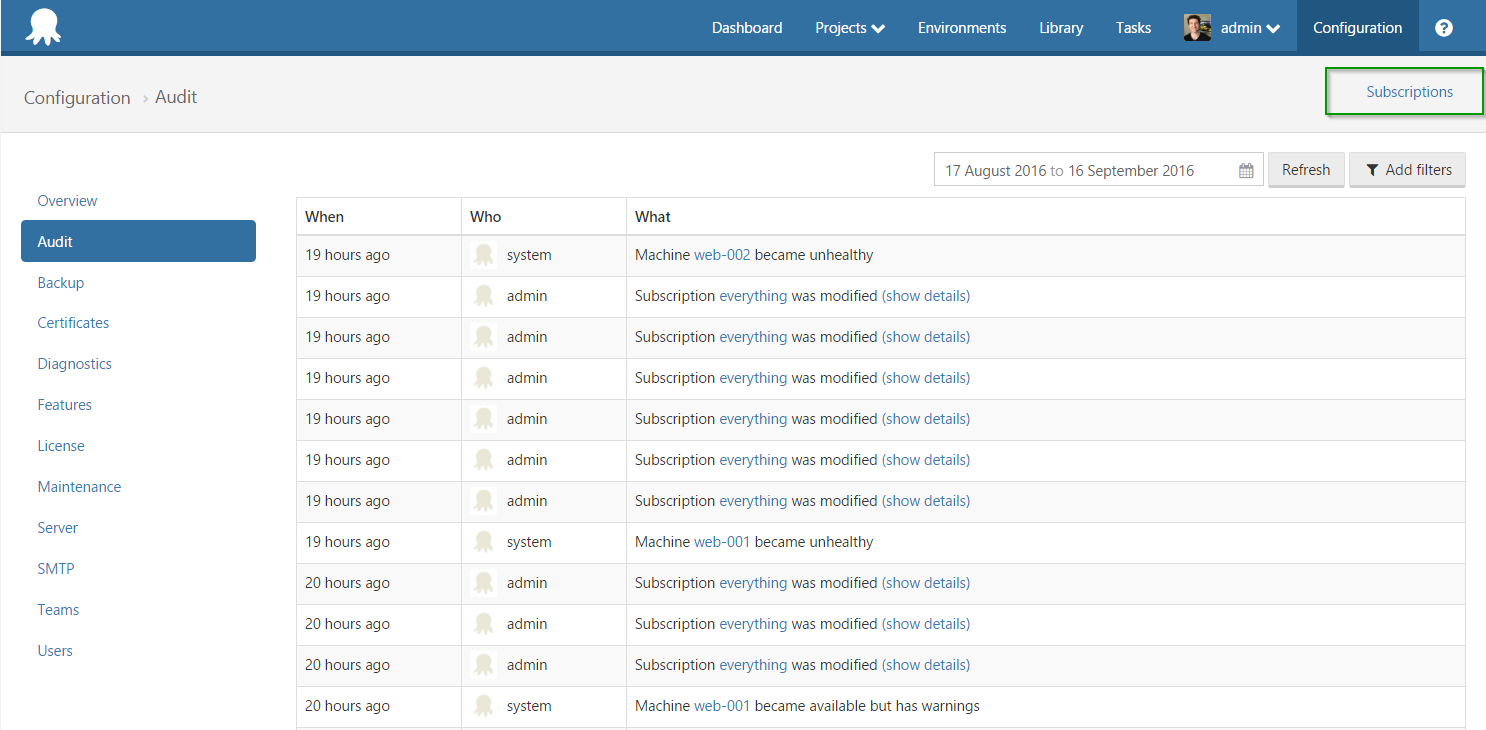 Dashboard Projects Environments Library Tasks admin Configuration ?
Configuration › Audit
Subscriptions
17 August 2016 to 16 September 2016 Refresh Add filters
Overview
Audit
Backup
Certificates
Diagnostics
Features
License
Maintenance
Server
SMTP
Teams
Users
When Who What
19 hours ago system Machine web-002 became unhealthy
19 hours ago admin Subscription everything was modified (show details)
19 hours ago admin Subscription everything was modified (show details)
19 hours ago admin Subscription everything was modified (show details)
19 hours ago admin Subscription everything was modified (show details)
19 hours ago admin Subscription everything was modified (show details)
19 hours ago admin Subscription everything was modified (show details)
19 hours ago system Machine web-001 became unhealthy
20 hours ago admin Subscription everything was modified (show details)
20 hours ago admin Subscription everything was modified (show details)
20 hours ago admin Subscription everything was modified (show details)
20 hours ago system Machine web-001 became available but has warnings